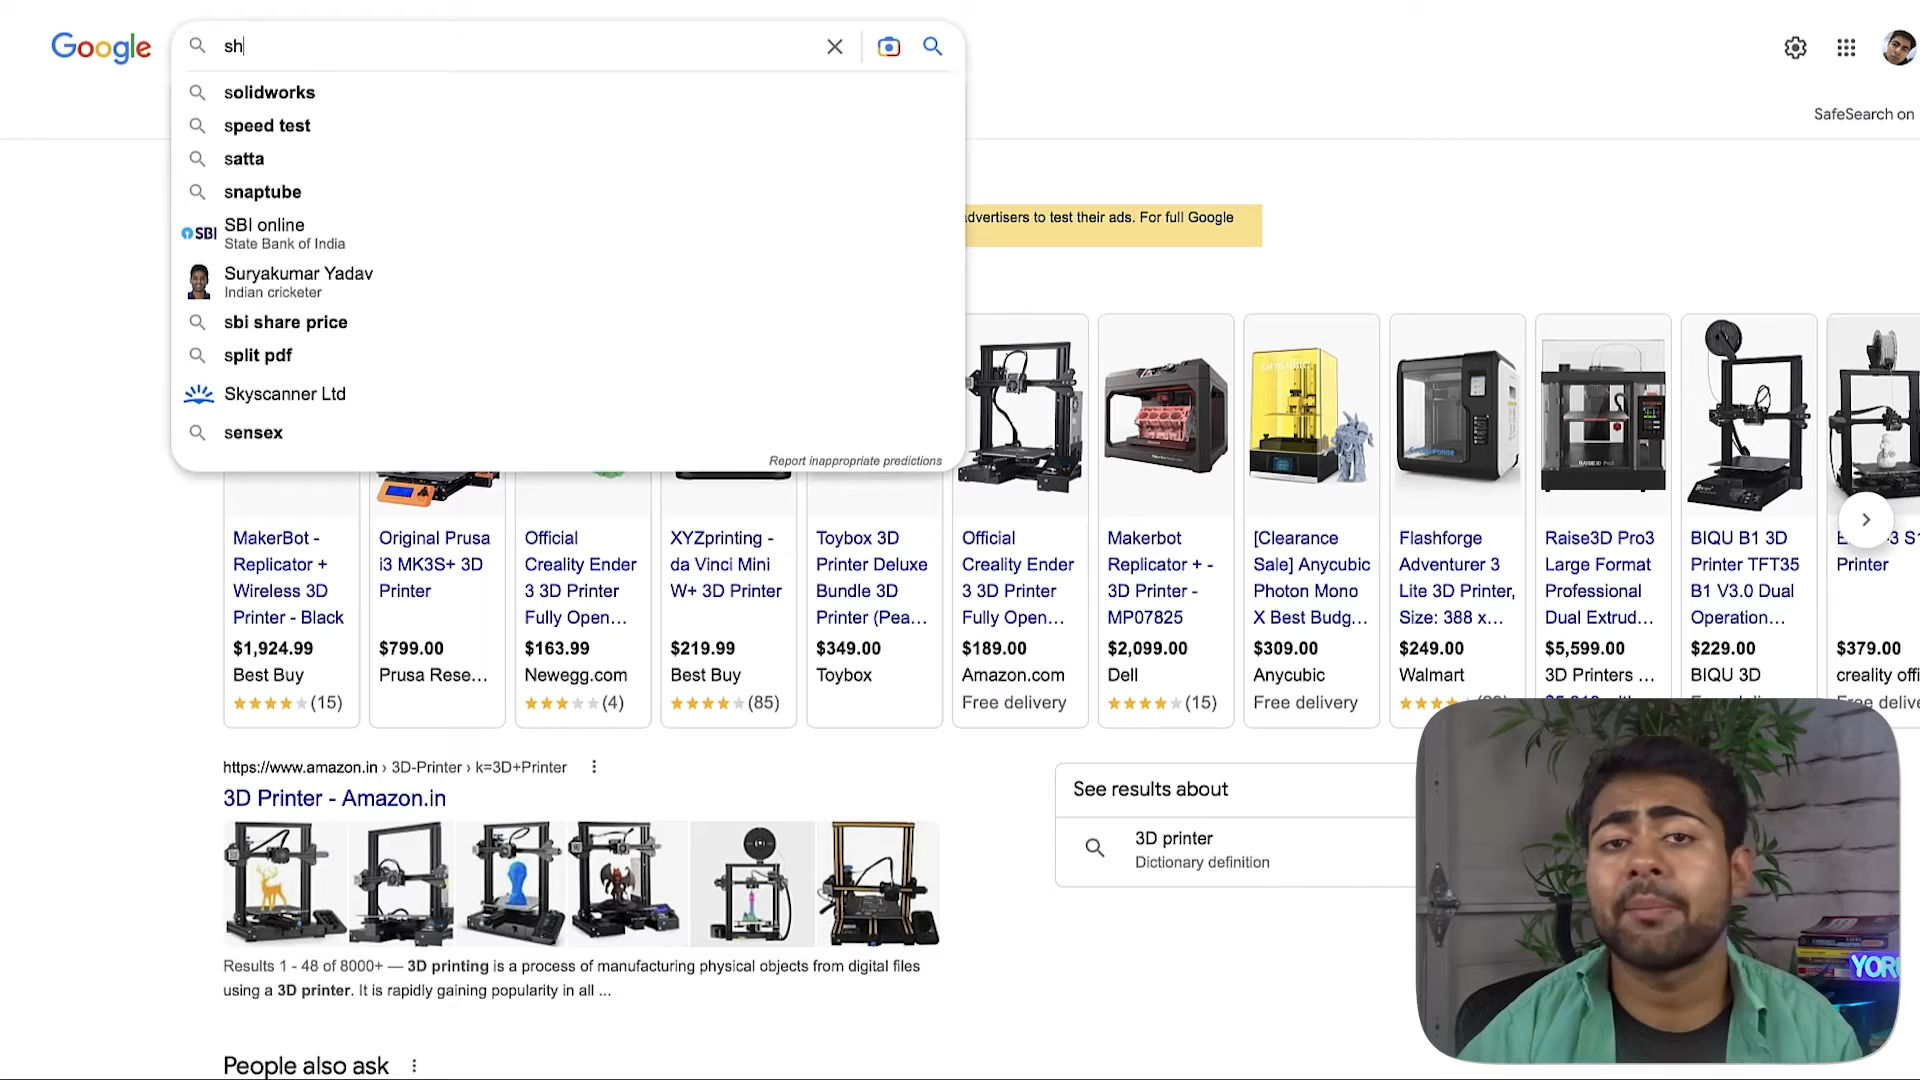 Google
sh
solidworks
speed test
satta
snaptube
SBI
SBI online
State Bank of India
Suryakumar Yadav
Indian cricketer
sbi share price
split pdf
Skyscanner Ltd
sensex
Report inappropriate predictions
SafeSearch on
dvertisers to test their ads. For full Google
MakerBot -
Replicator +
Wireless 3D
Printer - Black
$1,924.99
Best Buy
(15)
Original Prusa
i3 MK3S+ 3D
Printer
$799.00
Prusa Rese...
Official
Creality Ender
3 3D Printer
Fully Open...
$163.99
Newegg.com
(4)
XYZprinting -
da Vinci Mini
W+ 3D Printer
$219.99
Best Buy
(85)
Toybox 3D
Printer Deluxe
Bundle 3D
Printer (Pea...
$349.00
Toybox
Official
Creality Ender
3 3D Printer
Fully Open...
$189.00
Amazon.com
Free delivery
Makerbot
Replicator + -
3D Printer -
MP07825
$2,099.00
Dell
(15)
[Clearance
Sale] Anycubic
Photon Mono
X Best Budg...
$309.00
Anycubic
Free delivery
Flashforge
Adventurer 3
Lite 3D Printer,
Size: 388 x...
$249.00
Walmart
Raise3D Pro3
Large Format
Professional
Dual Extrud...
$5,599.00
3D Printers ...
BIQU B1 3D
Printer TFT35
B1 V3.0 Dual
Operation...
$229.00
BIQU 3D
Printer
$379.00
creality offi
https://www.amazon.in › 3D-Printer › k=3D+Printer
3D Printer - Amazon.in
Results 1 - 48 of 8000+ — 3D printing is a process of manufacturing physical objects from digital files
using a 3D printer. It is rapidly gaining popularity in all ...
See results about
3D printer
Dictionary definition
People also ask